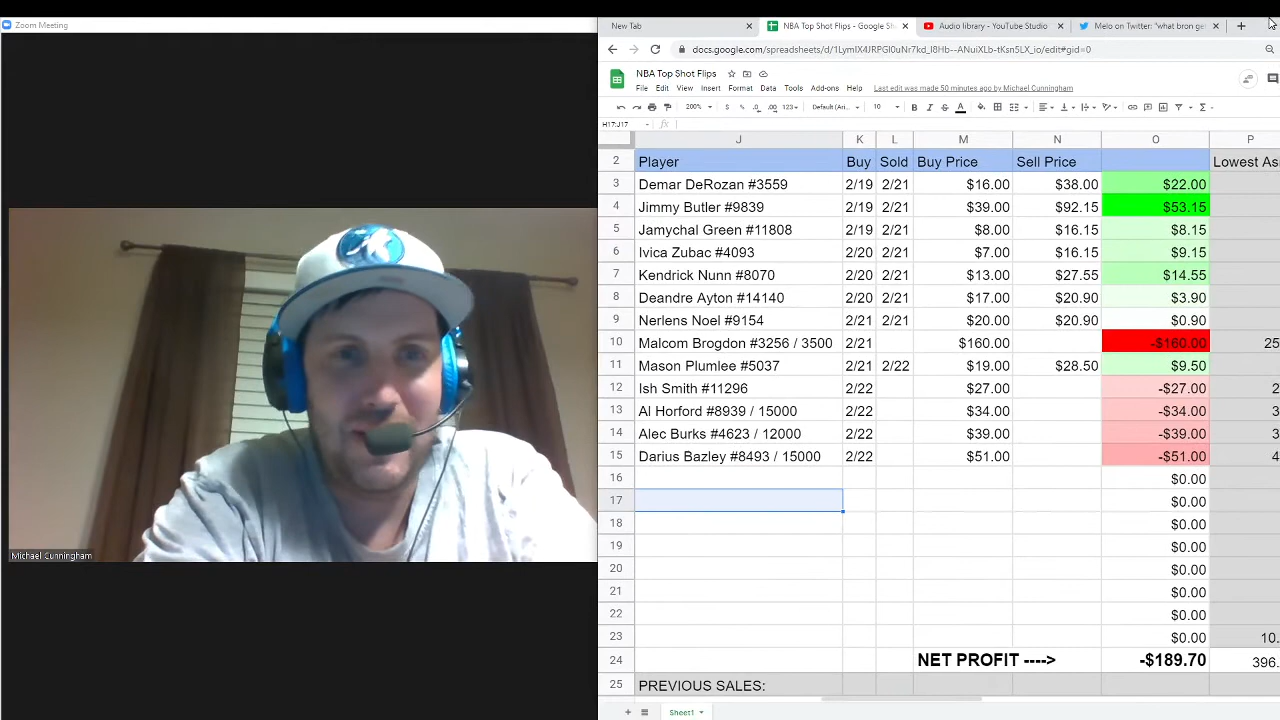 Zoom Meeting
New Tab
NBA Top Shot Flips - Google Sh
Audio library - YouTube Studio
Melo on Twitter: "what bron ge
NBA Top Shot Flips
File Edit View Insert Format Data Tools Add-ons Help Last edit was made 50 minutes ago by Michael Cunningham
200% $ % .0 .00 123 Default (Ari... 10 B I S A
H17:J17 fx
J K L M N O P
2 Player Buy Sold Buy Price Sell Price Lowest As
3 Demar DeRozan #3559 2/19 2/21 $16.00 $38.00 $22.00
4 Jimmy Butler #9839 2/19 2/21 $39.00 $92.15 $53.15
5 Jamychal Green #11808 2/19 2/21 $8.00 $16.15 $8.15
6 Ivica Zubac #4093 2/20 2/21 $7.00 $16.15 $9.15
7 Kendrick Nunn #8070 2/20 2/21 $13.00 $27.55 $14.55
8 Deandre Ayton #14140 2/20 2/21 $17.00 $20.90 $3.90
9 Nerlens Noel #9154 2/21 2/21 $20.00 $20.90 $0.90
10 Malcom Brogdon #3256 / 3500 2/21 $160.00 -$160.00 25
11 Mason Plumlee #5037 2/21 2/22 $19.00 $28.50 $9.50
12 Ish Smith #11296 2/22 $27.00 -$27.00 2
13 Al Horford #8939 / 15000 2/22 $34.00 -$34.00 3
14 Alec Burks #4623 / 12000 2/22 $39.00 -$39.00 3
15 Darius Bazley #8493 / 15000 2/22 $51.00 -$51.00 4
16 $0.00
17 $0.00
18 $0.00
19 $0.00
20 $0.00
21 $0.00
22 $0.00
23 $0.00 10.
24 NET PROFIT ----> -$189.70 396.
25 PREVIOUS SALES:
Sheet1
Michael Cunningham